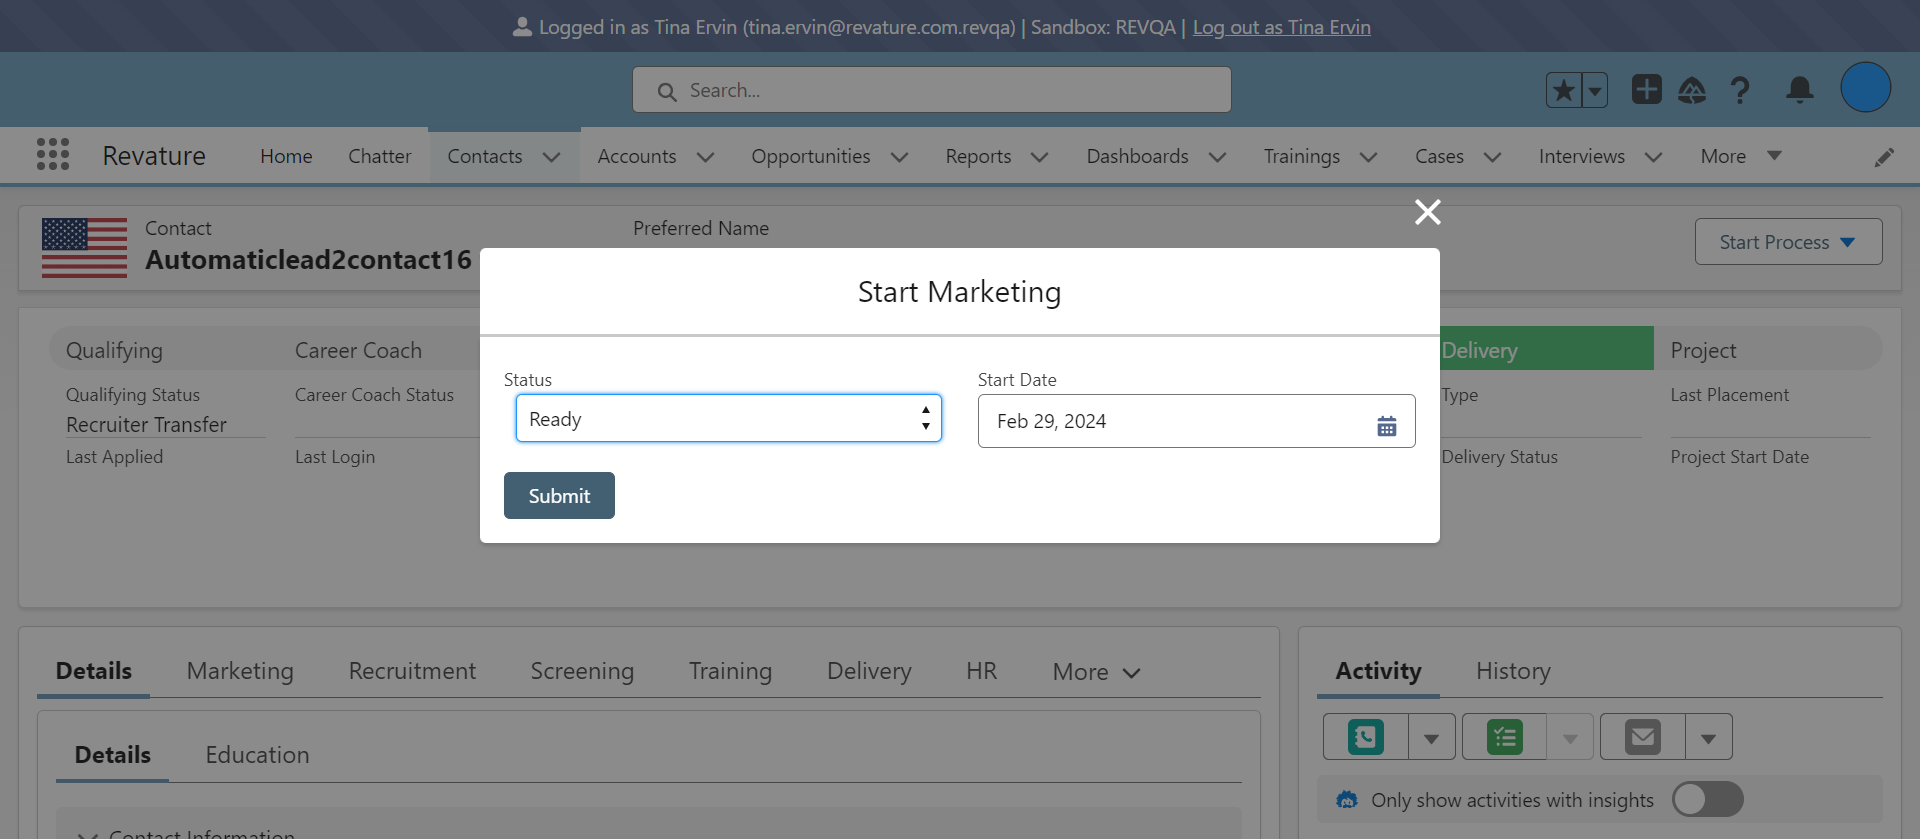 Logged in as Tina Ervin (tina.ervin@revature.com.revqa) | Sandbox: REVQA | Log out as Tina Ervin
Search...
Revature Home Chatter Contacts Accounts Opportunities Reports Dashboards Trainings Cases Interviews More
Contact Preferred Name
Automaticlead2contact16
Start Process
Start Marketing
Qualifying Career Coach Delivery Project
Status Start Date
Qualifying Status Career Coach Status Type Last Placement
Ready Feb 29, 2024
Recruiter Transfer
Last Applied Last Login Delivery Status Project Start Date
Submit
Details Marketing Recruitment Screening Training Delivery HR More
Activity History
Details Education
Only show activities with insights
Contact Information